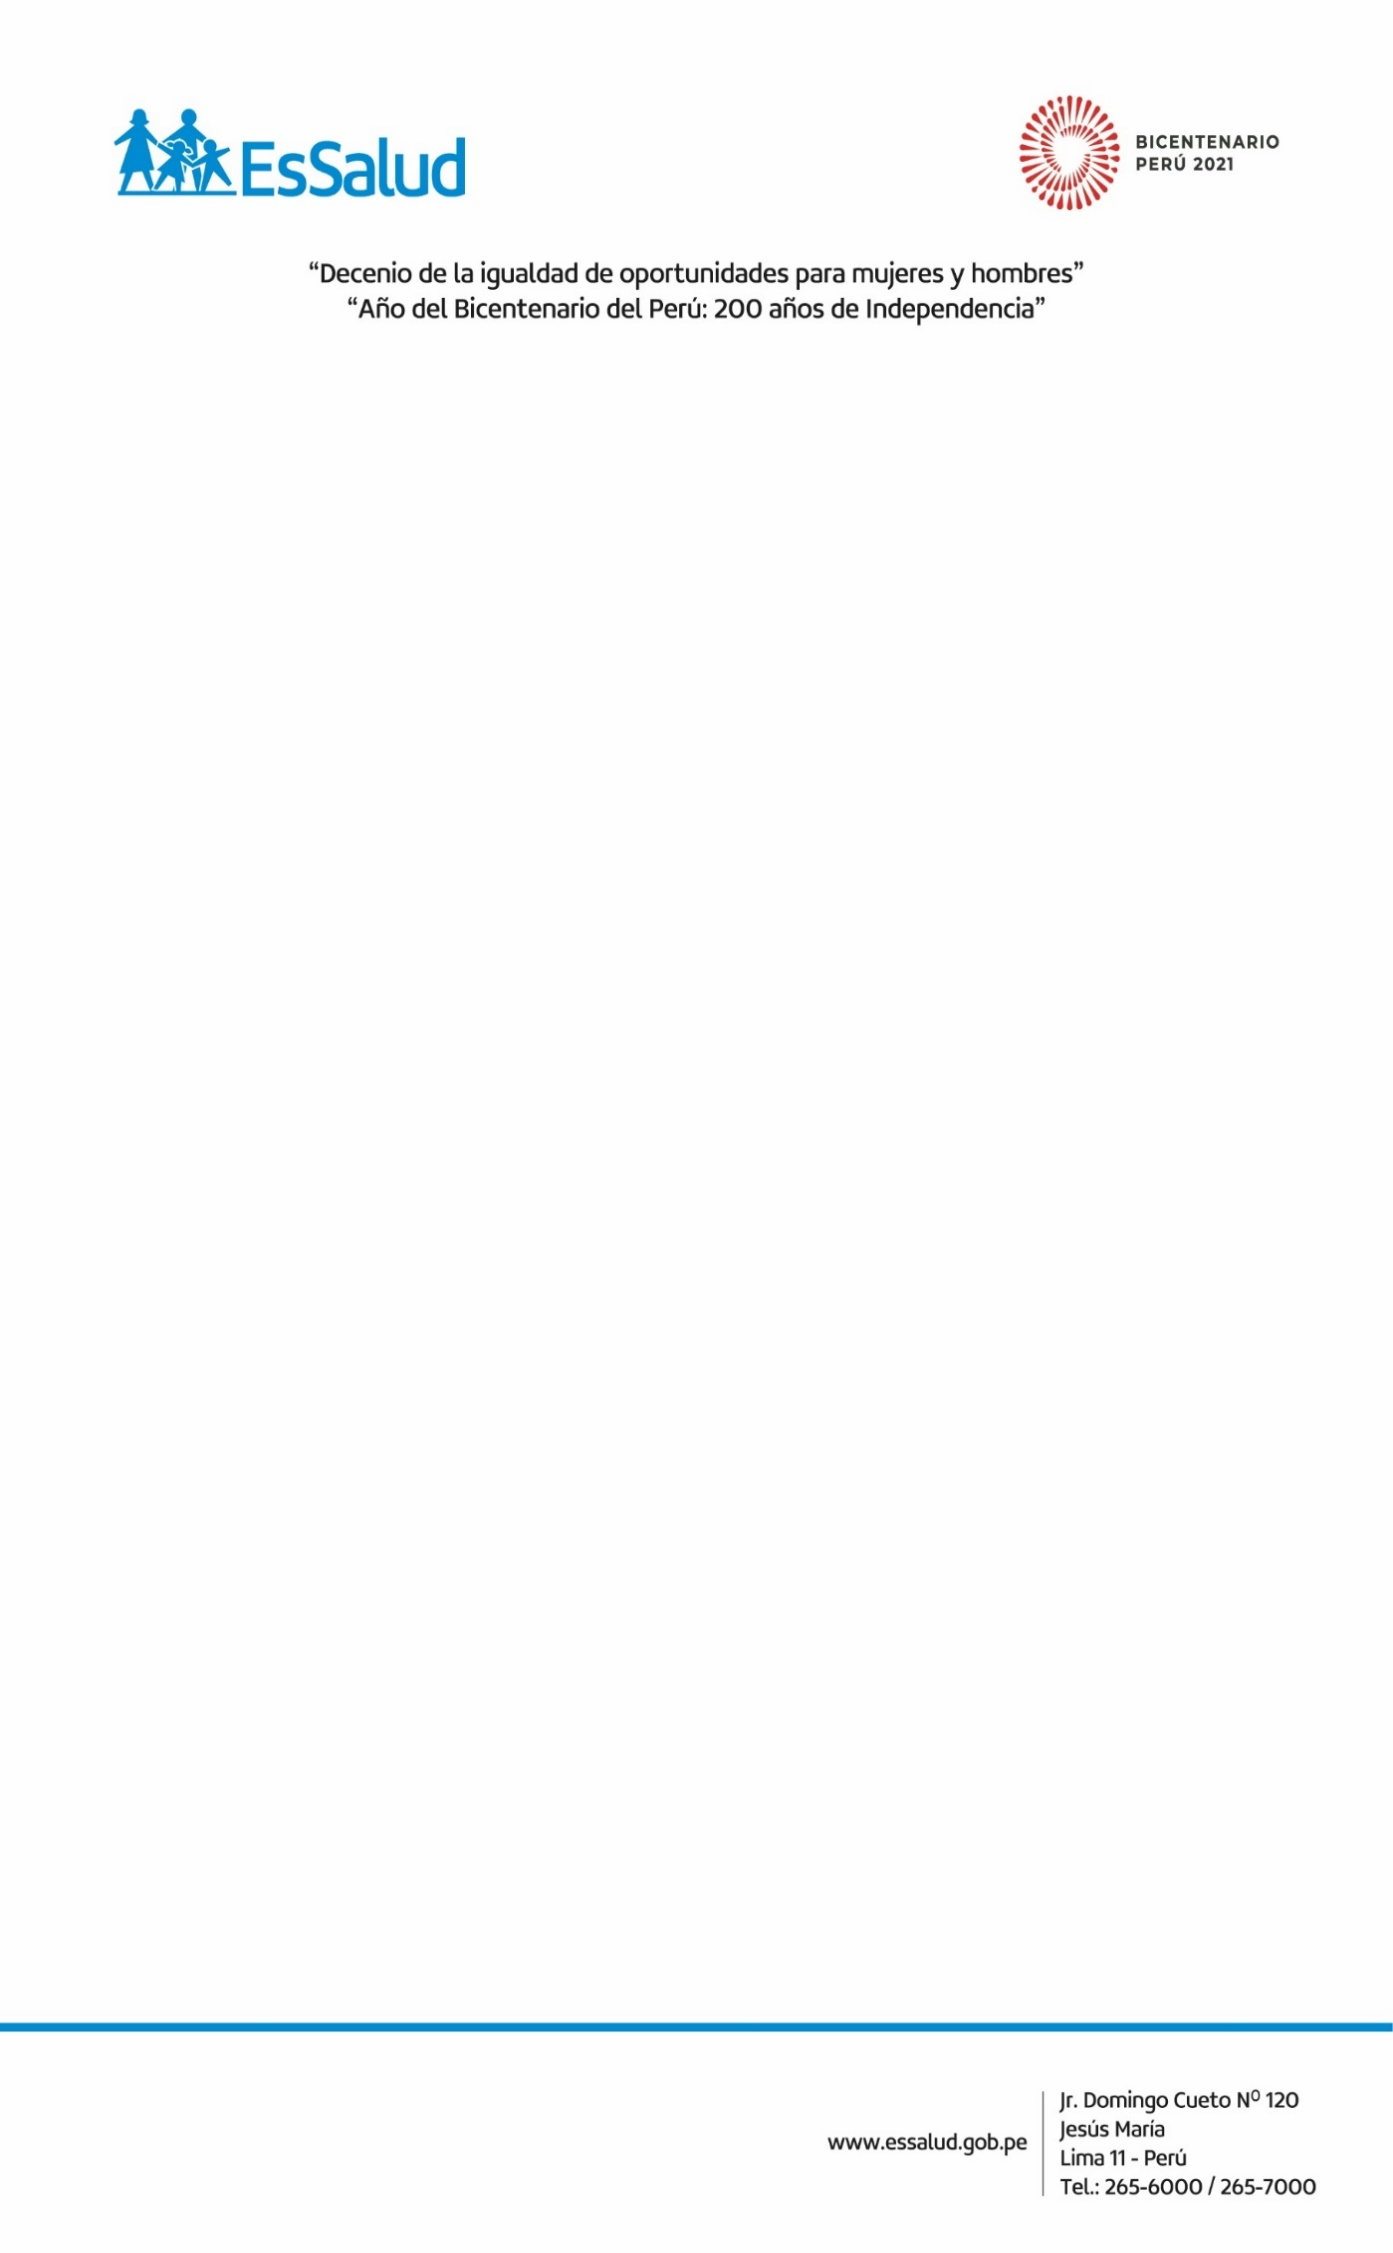 EsSalud
BICENTENARIO
PERÚ 2021
“Decenio de la igualdad de oportunidades para mujeres y hombres”
“Año del Bicentenario del Perú: 200 años de Independencia”
www.essalud.gob.pe
Jr. Domingo Cueto Nº 120
Jesús María
Lima 11 - Perú
Tel.: 265-6000 / 265-7000